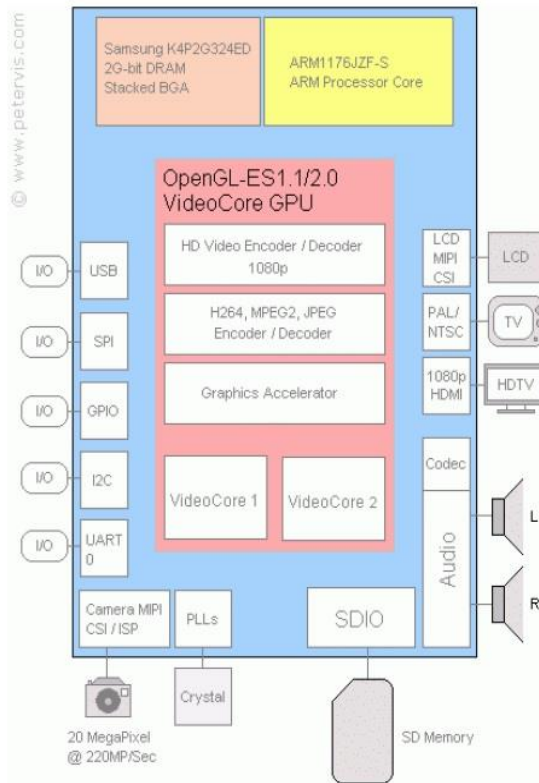 © www.petervis.com
Samsung K4P2G324ED
2G-bit DRAM
Stacked BGA
ARM1176JZF-S
ARM Processor Core
OpenGL-ES1.1/2.0
VideoCore GPU
HD Video Encoder / Decoder
1080p
H264, MPEG2, JPEG
Encoder / Decoder
Graphics Accelerator
VideoCore 1
VideoCore 2
I/O
USB
I/O
SPI
I/O
GPIO
I/O
I2C
I/O
UART
0
LCD
MIPI
CSI
LCD
PAL/
NTSC
TV
1080p
HDMI
HDTV
Codec
Audio
L
R
Camera MIPI
CSI / ISP
PLLs
SDIO
Crystal
20 MegaPixel
@ 220MP/Sec
SD Memory